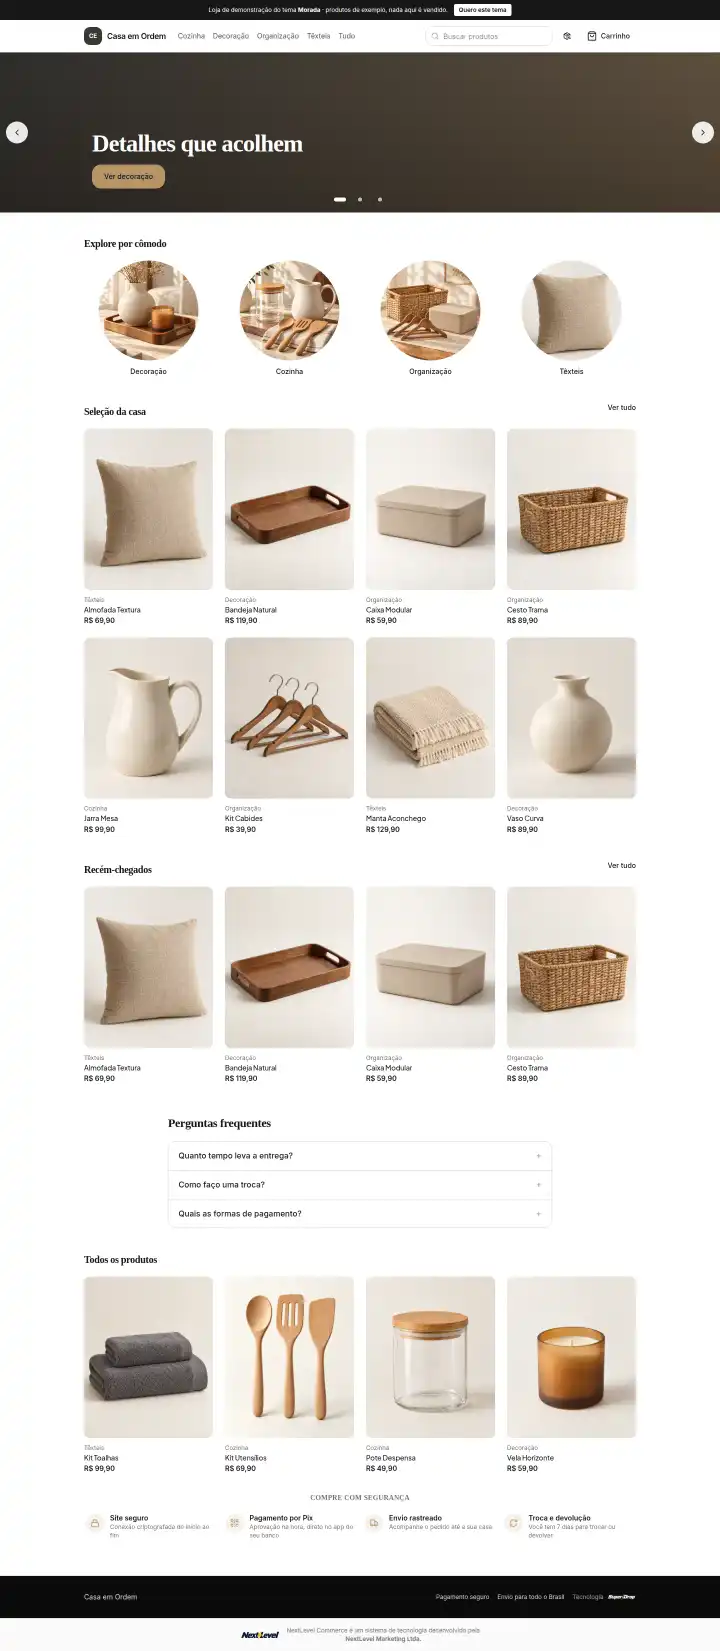 Loja de demonstração do tema Morada · produtos de exemplo, nada aqui é vendido. Quero este tema
CE Casa em Ordem Cozinha Decoração Organização Têxteis Tudo Buscar produtos Carrinho
Detalhes que acolhem
Ver decoração
Explore por cômodo
Decoração Cozinha Organização Têxteis
Seleção da casa Ver tudo
Têxteis Decoração Organização Organização
Almofada Textura Bandeja Natural Caixa Modular Cesto Trama
R$ 69,90 R$ 119,90 R$ 59,90 R$ 89,90
Cozinha Organização Têxteis Decoração
Jarra Mesa Kit Cabides Manta Aconchego Vaso Curva
R$ 99,90 R$ 39,90 R$ 129,90 R$ 89,90
Recém-chegados Ver tudo
Têxteis Decoração Organização Organização
Almofada Textura Bandeja Natural Caixa Modular Cesto Trama
R$ 69,90 R$ 119,90 R$ 59,90 R$ 89,90
Perguntas frequentes
Quanto tempo leva a entrega? +
Como faço uma troca? +
Quais as formas de pagamento? +
Todos os produtos
Têxteis Cozinha Cozinha Decoração
Kit Toalhas Kit Utensílios Pote Despensa Vela Horizonte
R$ 99,90 R$ 69,90 R$ 49,90 R$ 59,90
COMPRE COM SEGURANÇA
Site seguro
Conexão criptografada do início ao
fim
Pagamento por Pix
Aprovação na hora, direto no app do
seu banco
Envio rastreado
Acompanhe o pedido até a sua casa
Troca e devolução
Você tem 7 dias para trocar ou
devolver
Casa em Ordem Pagamento seguro Envio para todo o Brasil Tecnologia SuperDrop
NextLevel NextLevel Commerce é um sistema de tecnologia desenvolvido pela
NextLevel Marketing Ltda.